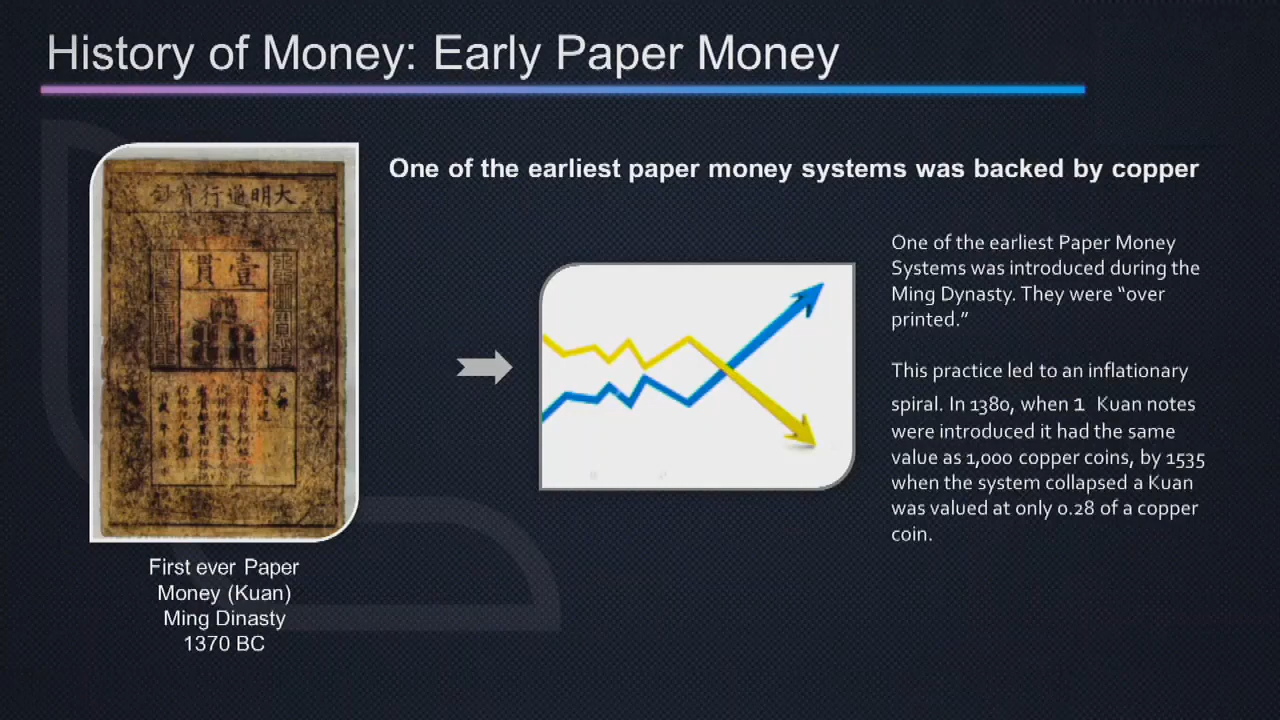 History of Money: Early Paper Money
One of the earliest paper money systems was backed by copper
大明通行寳鈔
壹貫
One of the earliest Paper Money
Systems was introduced during the
Ming Dynasty. They were “over
printed.”
This practice led to an inflationary
spiral. In 1380, when 1 Kuan notes
were introduced it had the same
value as 1,000 copper coins, by 1535
when the system collapsed a Kuan
was valued at only 0.28 of a copper
coin.
First ever Paper
Money (Kuan)
Ming Dinasty
1370 BC